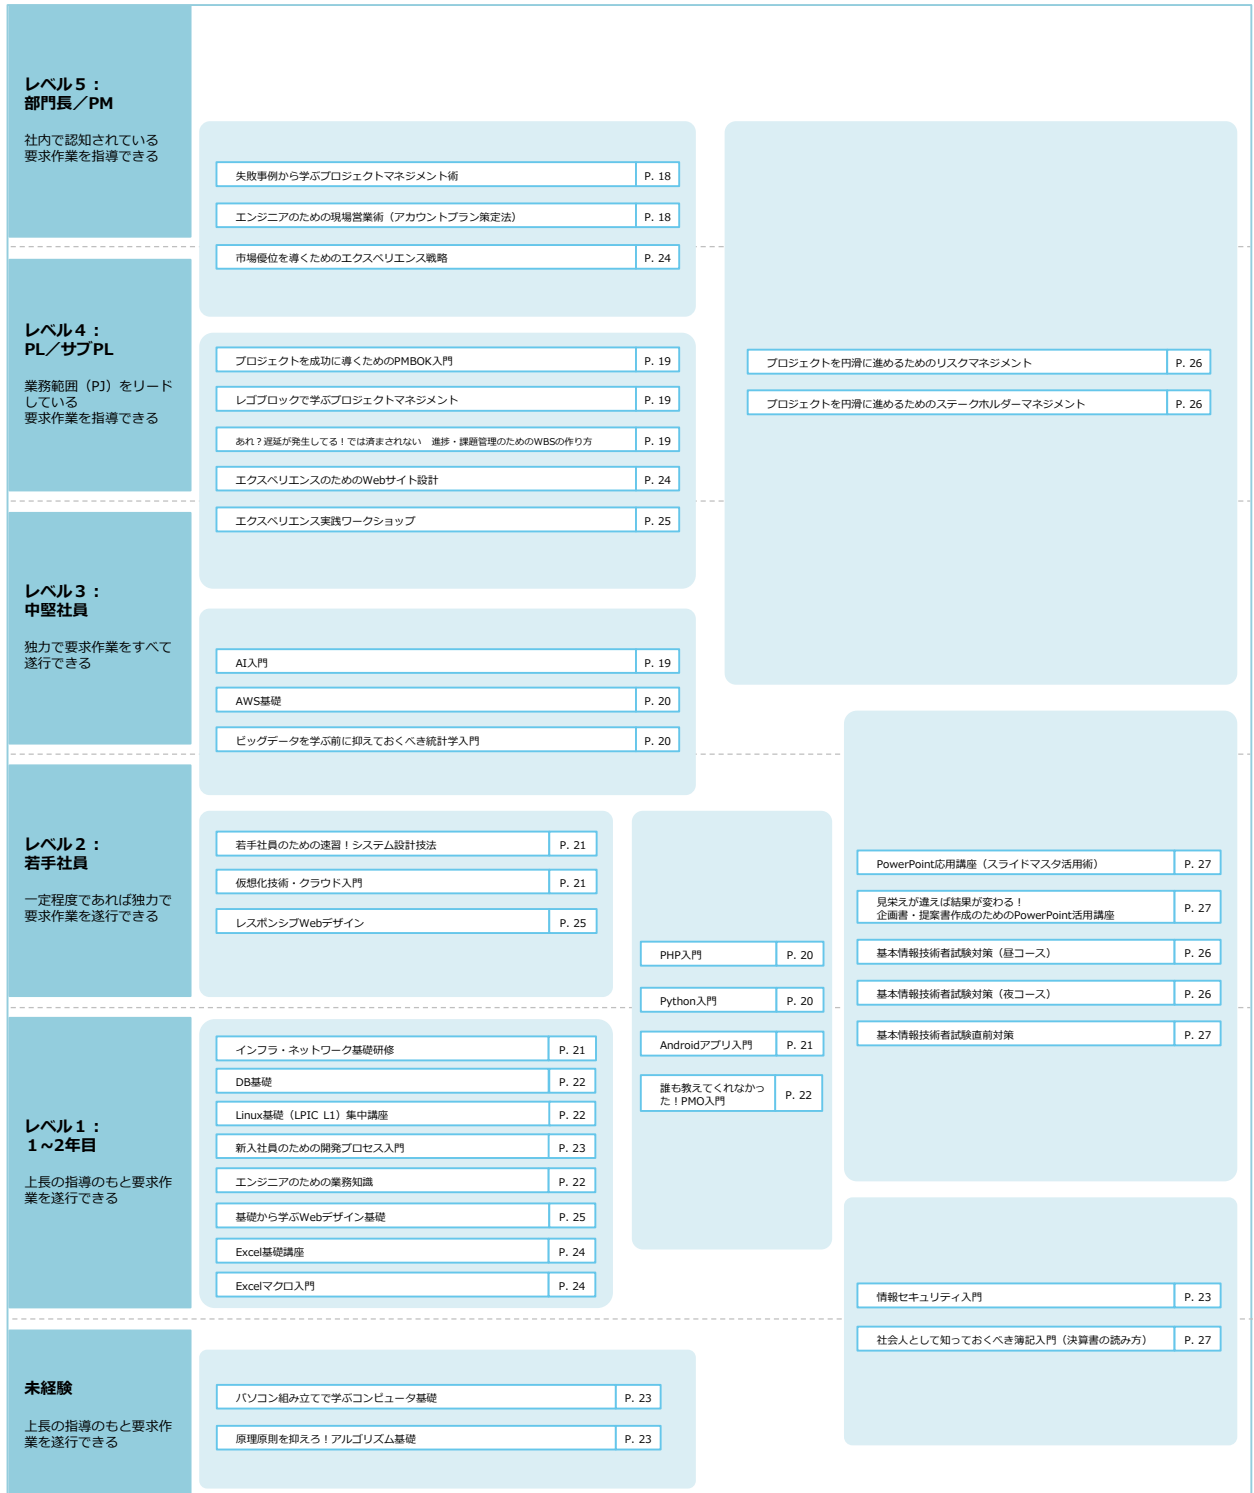 レベル５：
部門長／PM
社内で認知されている
要求作業を指導できる
失敗事例から学ぶプロジェクトマネジメント術 P. 18
エンジニアのための現場営業術（アカウントプラン策定法） P. 18
市場優位を導くためのエクスペリエンス戦略 P. 24
レベル４：
PL／サブPL
業務範囲（PJ）をリード
している
要求作業を指導できる
プロジェクトを成功に導くためのPMBOK入門 P. 19
レゴブロックで学ぶプロジェクトマネジメント P. 19
あれ？遅延が発生してる！では済まされない　進捗・課題管理のためのWBSの作り方 P. 19
エクスペリエンスのためのWebサイト設計 P. 24
エクスペリエンス実践ワークショップ P. 25
プロジェクトを円滑に進めるためのリスクマネジメント P. 26
プロジェクトを円滑に進めるためのステークホルダーマネジメント P. 26
レベル３：
中堅社員
独力で要求作業をすべて
遂行できる
AI入門 P. 19
AWS基礎 P. 20
ビッグデータを学ぶ前に抑えておくべき統計学入門 P. 20
レベル２：
若手社員
一定程度であれば独力で
要求作業を遂行できる
若手社員のための速習！システム設計技法 P. 21
仮想化技術・クラウド入門 P. 21
レスポンシブWebデザイン P. 25
PHP入門 P. 20
Python入門 P. 20
Androidアプリ入門 P. 21
誰も教えてくれなかっ
た！PMO入門 P. 22
PowerPoint応用講座（スライドマスタ活用術） P. 27
見栄えが違えば結果が変わる！
企画書・提案書作成のためのPowerPoint活用講座 P. 27
基本情報技術者試験対策（昼コース） P. 26
基本情報技術者試験対策（夜コース） P. 26
基本情報技術者試験直前対策 P. 27
レベル１：
１~2年目
上長の指導のもと要求作
業を遂行できる
インフラ・ネットワーク基礎研修 P. 21
DB基礎 P. 22
Linux基礎（LPIC L1）集中講座 P. 22
新入社員のための開発プロセス入門 P. 23
エンジニアのための業務知識 P. 22
基礎から学ぶWebデザイン基礎 P. 25
Excel基礎講座 P. 24
Excelマクロ入門 P. 24
情報セキュリティ入門 P. 23
社会人として知っておくべき簿記入門（決算書の読み方） P. 27
未経験
上長の指導のもと要求作
業を遂行できる
パソコン組み立てで学ぶコンピュータ基礎 P. 23
原理原則を抑えろ！アルゴリズム基礎 P. 23